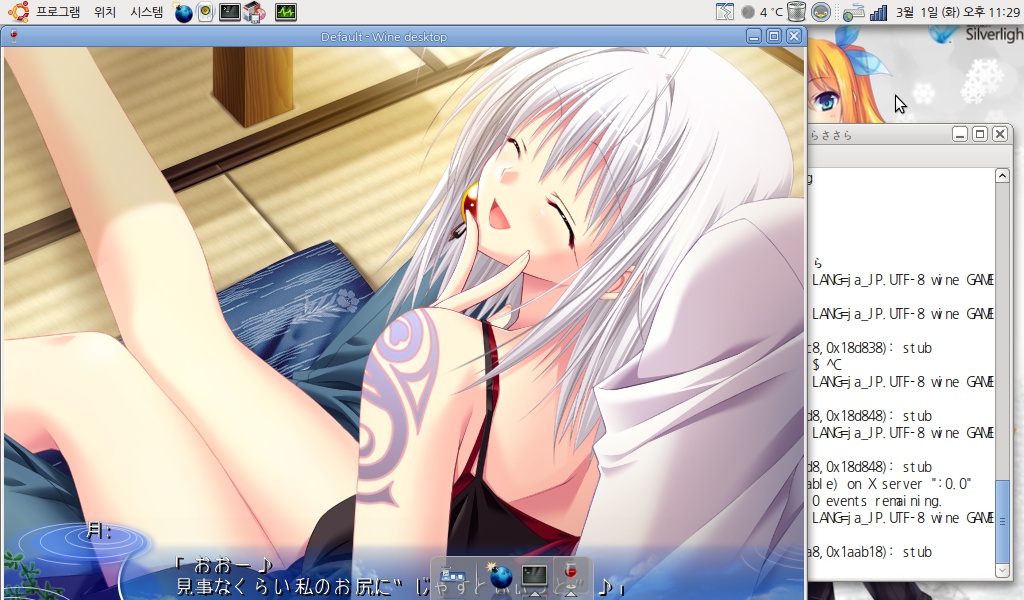 프로그램 위치 시스템
4 °C
3월 1일 (화) 오후 11:29
Default - Wine desktop
Silverligh
らささら
g
ら
LANG=ja_JP.UTF-8 wine GAME
LANG=ja_JP.UTF-8 wine GAME
c8,0x18d838): stub
$ ^C
LANG=ja_JP.UTF-8 wine GAME
d8,0x18d848): stub
LANG=ja_JP.UTF-8 wine GAME
d8,0x18d848): stub
able) on X server ":0.0"
0 events remaining.
LANG=ja_JP.UTF-8 wine GAME
a8,0x1aab18): stub
月:
「おおー♪
見事なくらい私のお尻に〝じゃすと♪」